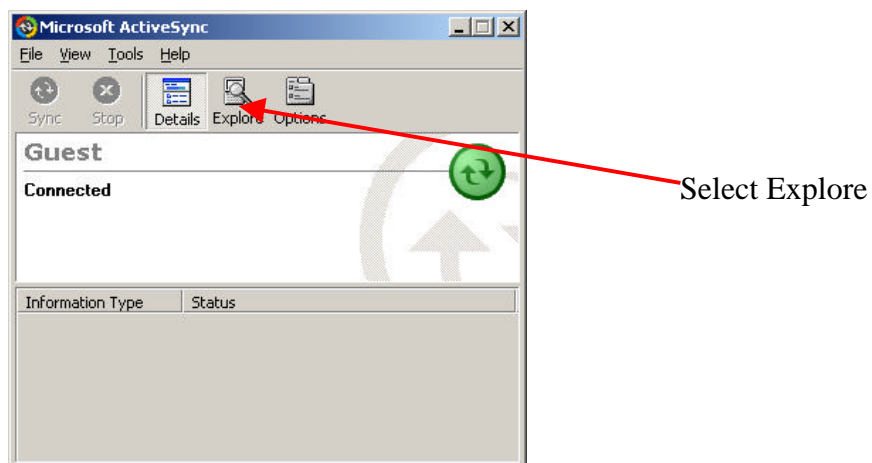 Microsoft ActiveSync
File View Tools Help
Sync Stop Details Explore Options
Guest
Connected
Select Explore
Information Type Status